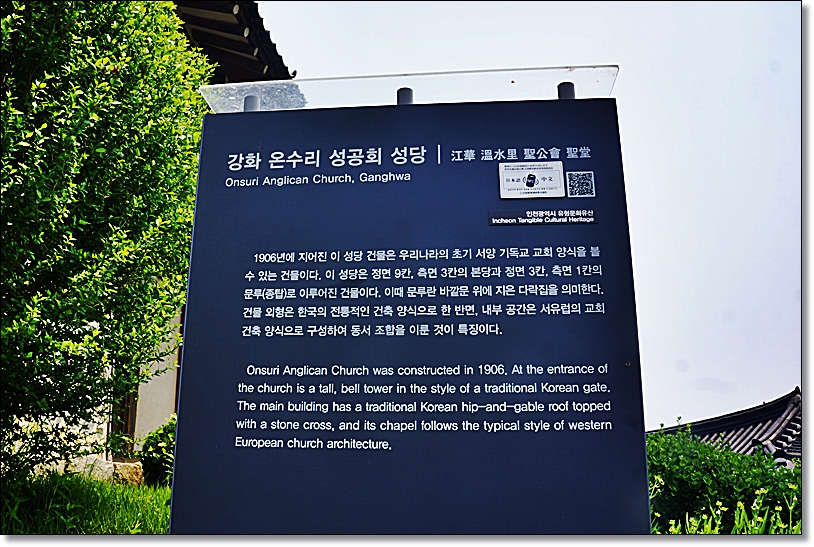 강화 온수리 성공회 성당 | 江華 溫水里 聖公會 聖堂
Onsuri Anglican Church, Ganghwa
日本語 中文
인천광역시 유형문화유산
Incheon Tangible Cultural Heritage
1906년에 지어진 이 성당 건물은 우리나라의 초기 서양 기독교 교회 양식을 볼
수 있는 건물이다. 이 성당은 정면 9칸, 측면 3칸의 본당과 정면 3칸, 측면 1칸의
문루(종탑)로 이루어진 건물이다. 이때 문루란 바깥문 위에 지은 다락집을 의미한다.
건물 외형은 한국의 전통적인 건축 양식으로 한 반면, 내부 공간은 서유럽의 교회
건축 양식으로 구성하여 동서 조합을 이룬 것이 특징이다.
Onsuri Anglican Church was constructed in 1906. At the entrance of
the church is a tall, bell tower in the style of a traditional Korean gate.
The main building has a traditional Korean hip-and-gable roof topped
with a stone cross, and its chapel follows the typical style of western
European church architecture.